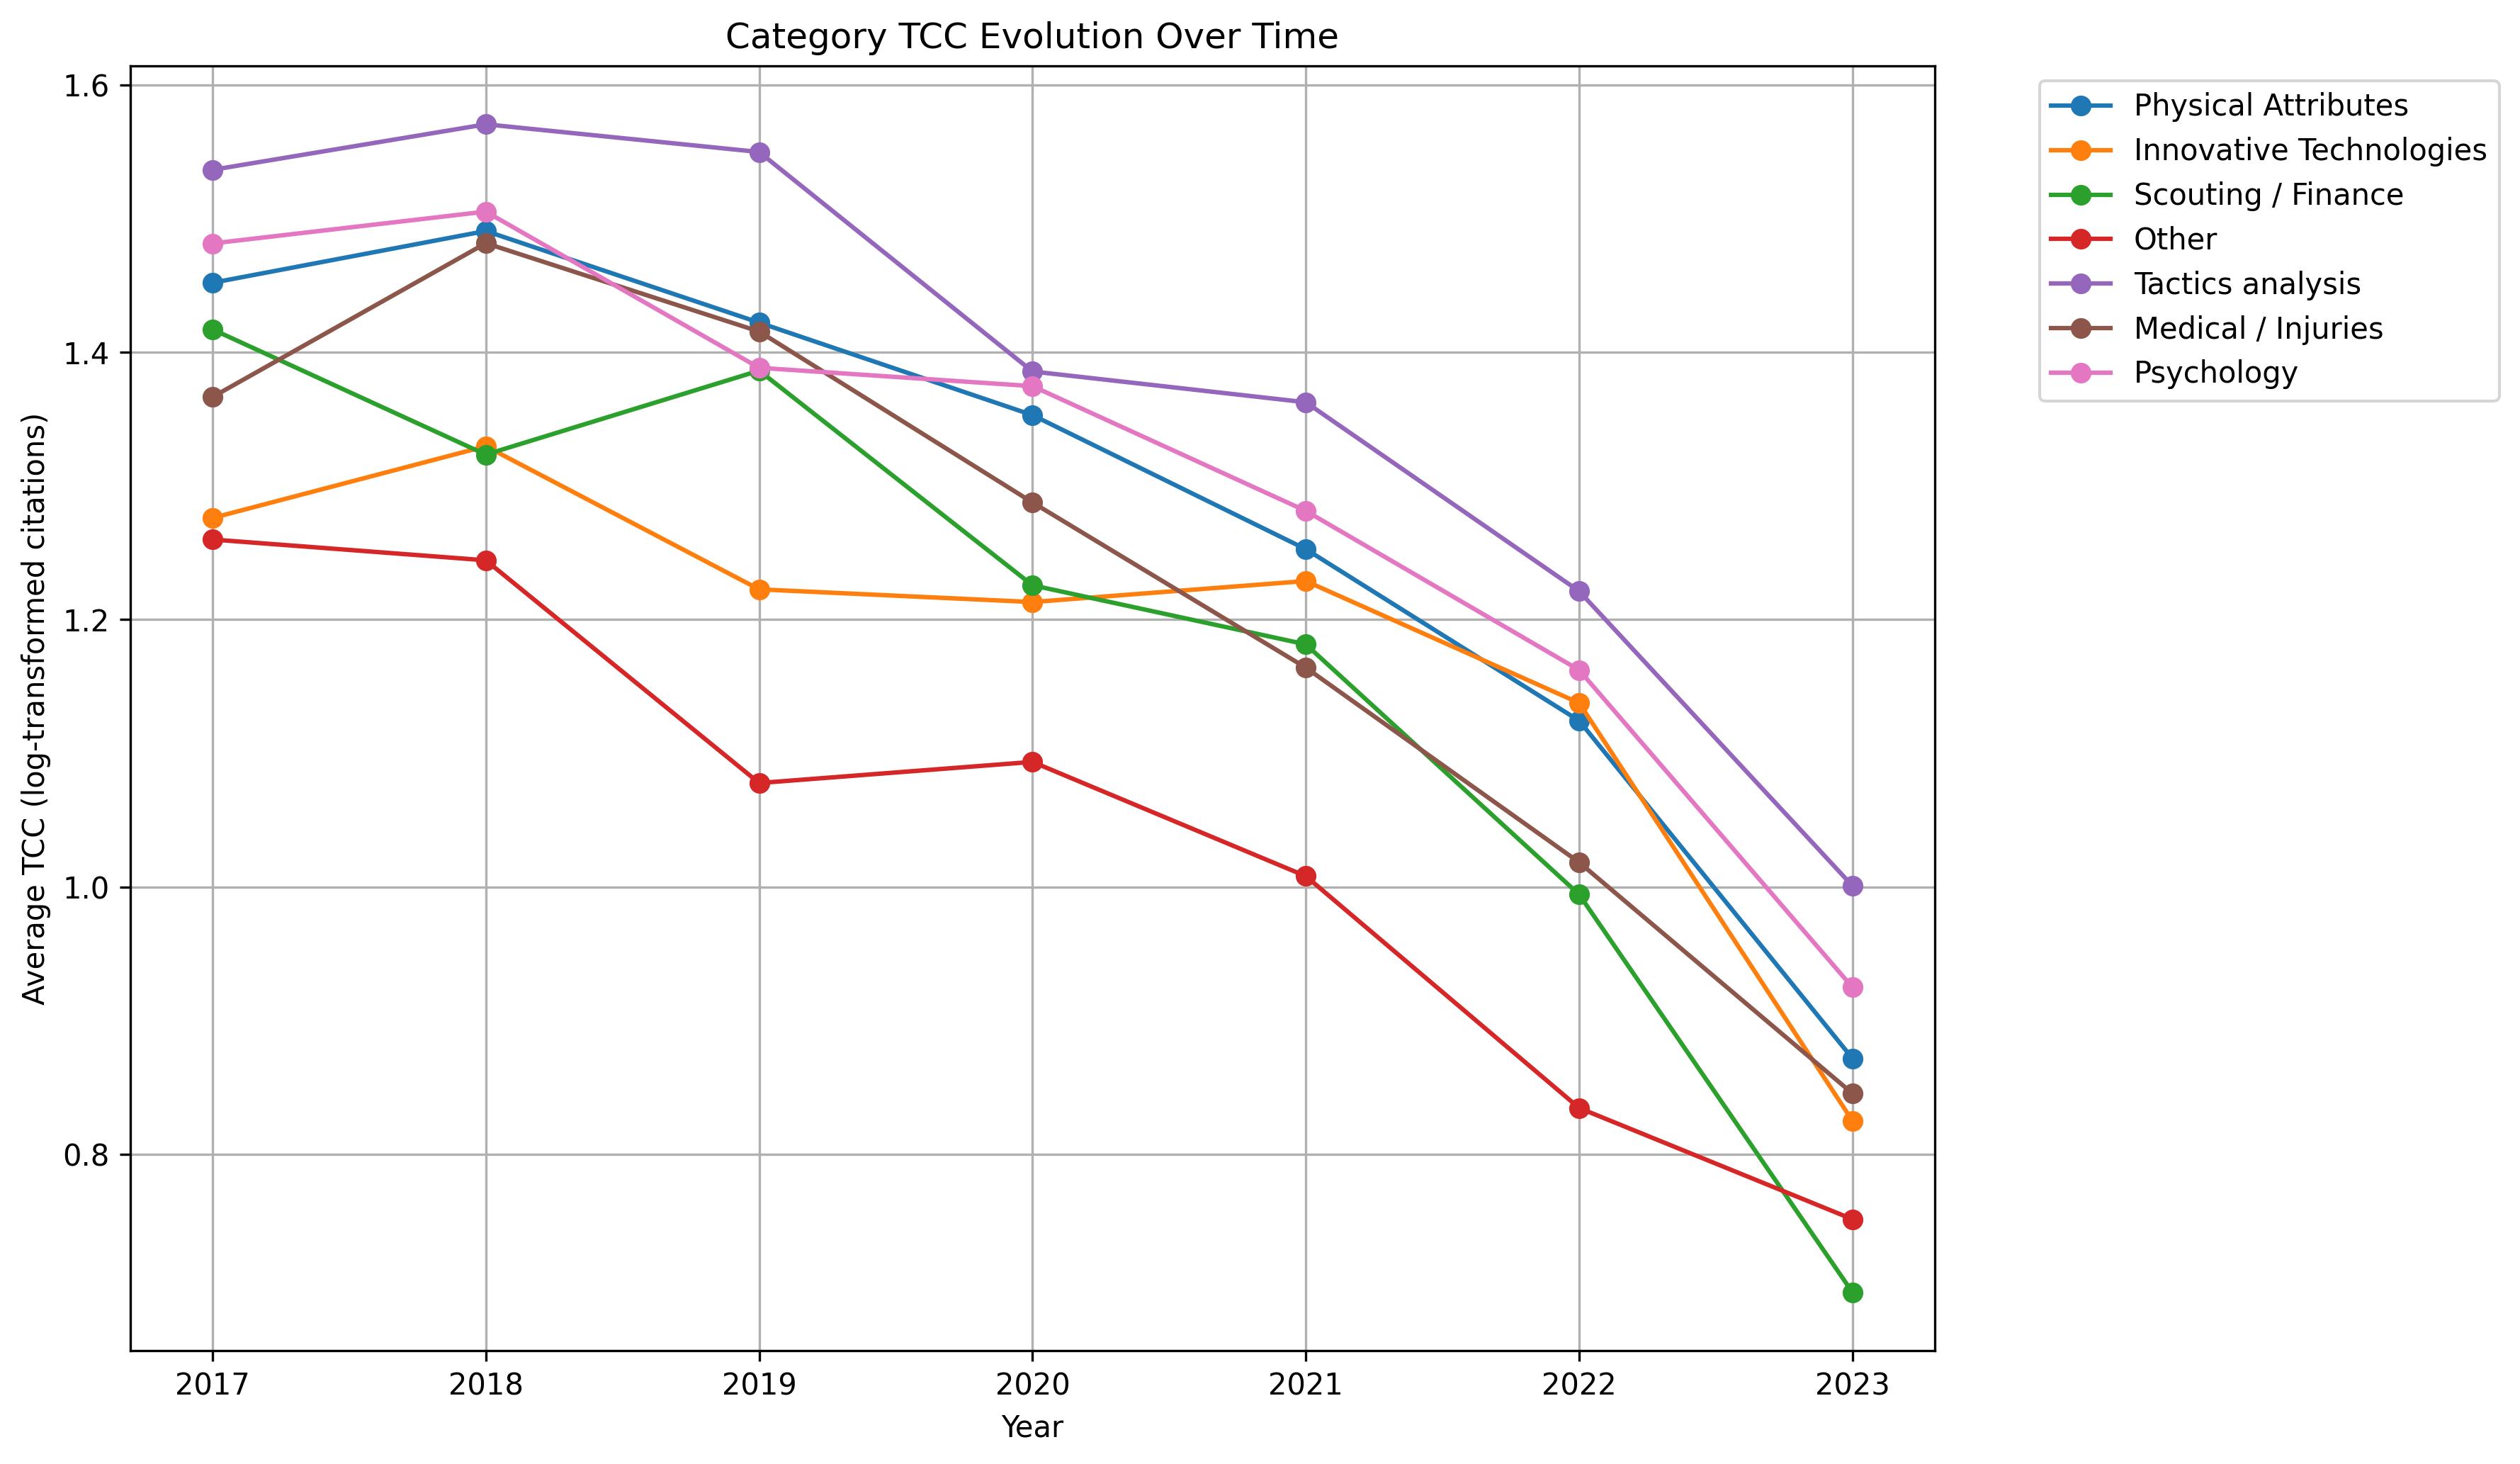 Category TCC Evolution Over Time
Average TCC (log-transformed citations)
1.6
1.4
1.2
1.0
0.8
2017 2018 2019 2020 2021 2022 2023
Year
Physical Attributes
Innovative Technologies
Scouting / Finance
Other
Tactics analysis
Medical / Injuries
Psychology